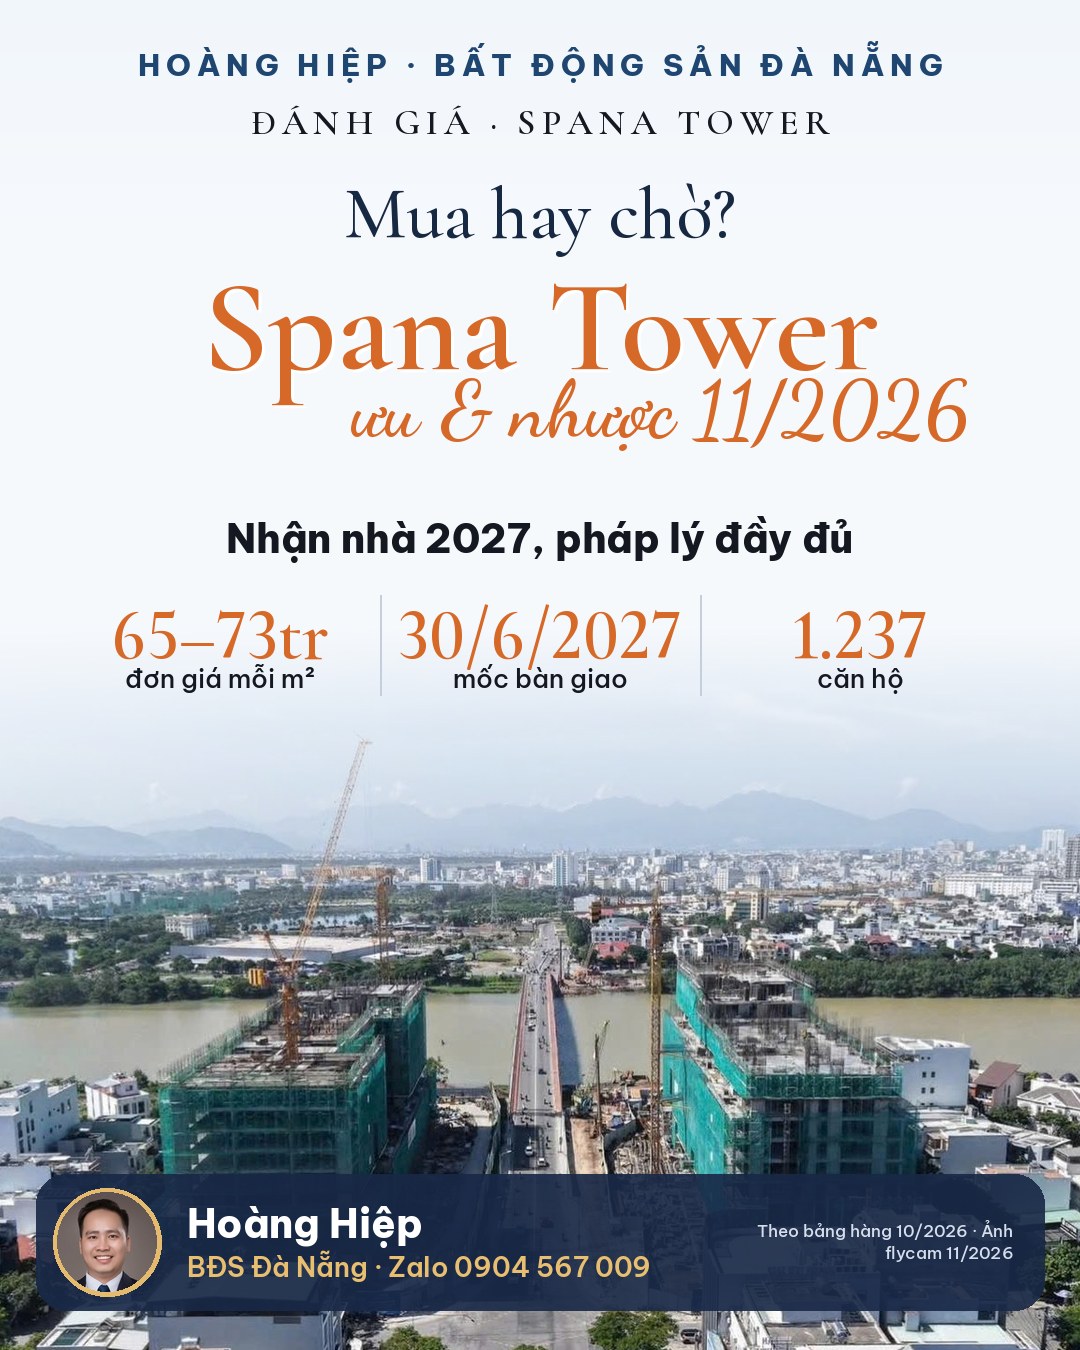 HOÀNG HIỆP · BẤT ĐỘNG SẢN ĐÀ NẴNG
ĐÁNH GIÁ · SPANA TOWER
Mua hay chờ?
Spana Tower
ưu & nhược 11/2026
Nhận nhà 2027, pháp lý đầy đủ
65–73tr
đơn giá mỗi m²
30/6/2027
mốc bàn giao
1.237
căn hộ
Hoàng Hiệp
BĐS Đà Nẵng · Zalo 0904 567 009
Theo bảng hàng 10/2026 · Ảnh
flycam 11/2026